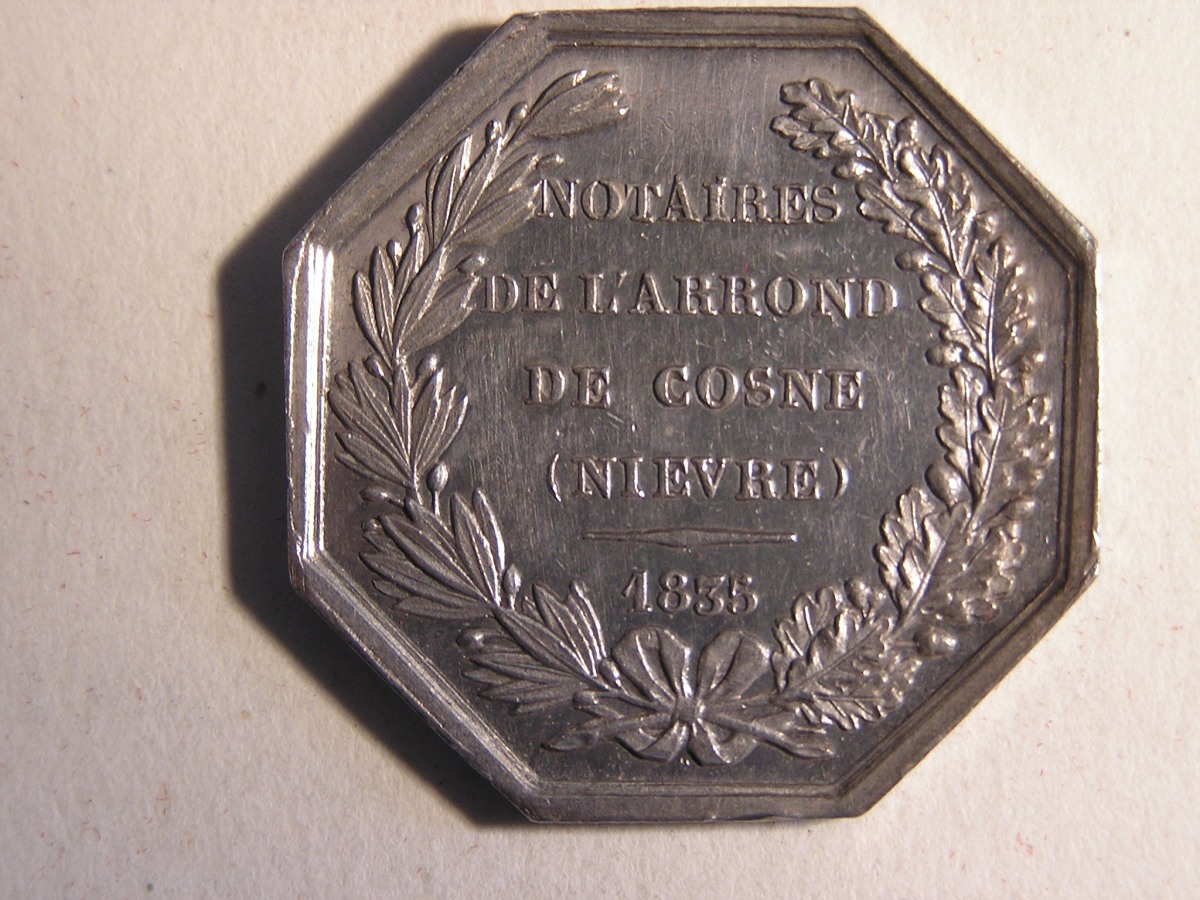 NOTAIRES
DE L'ARROND
DE COSNE
(NIEVRE)
1835